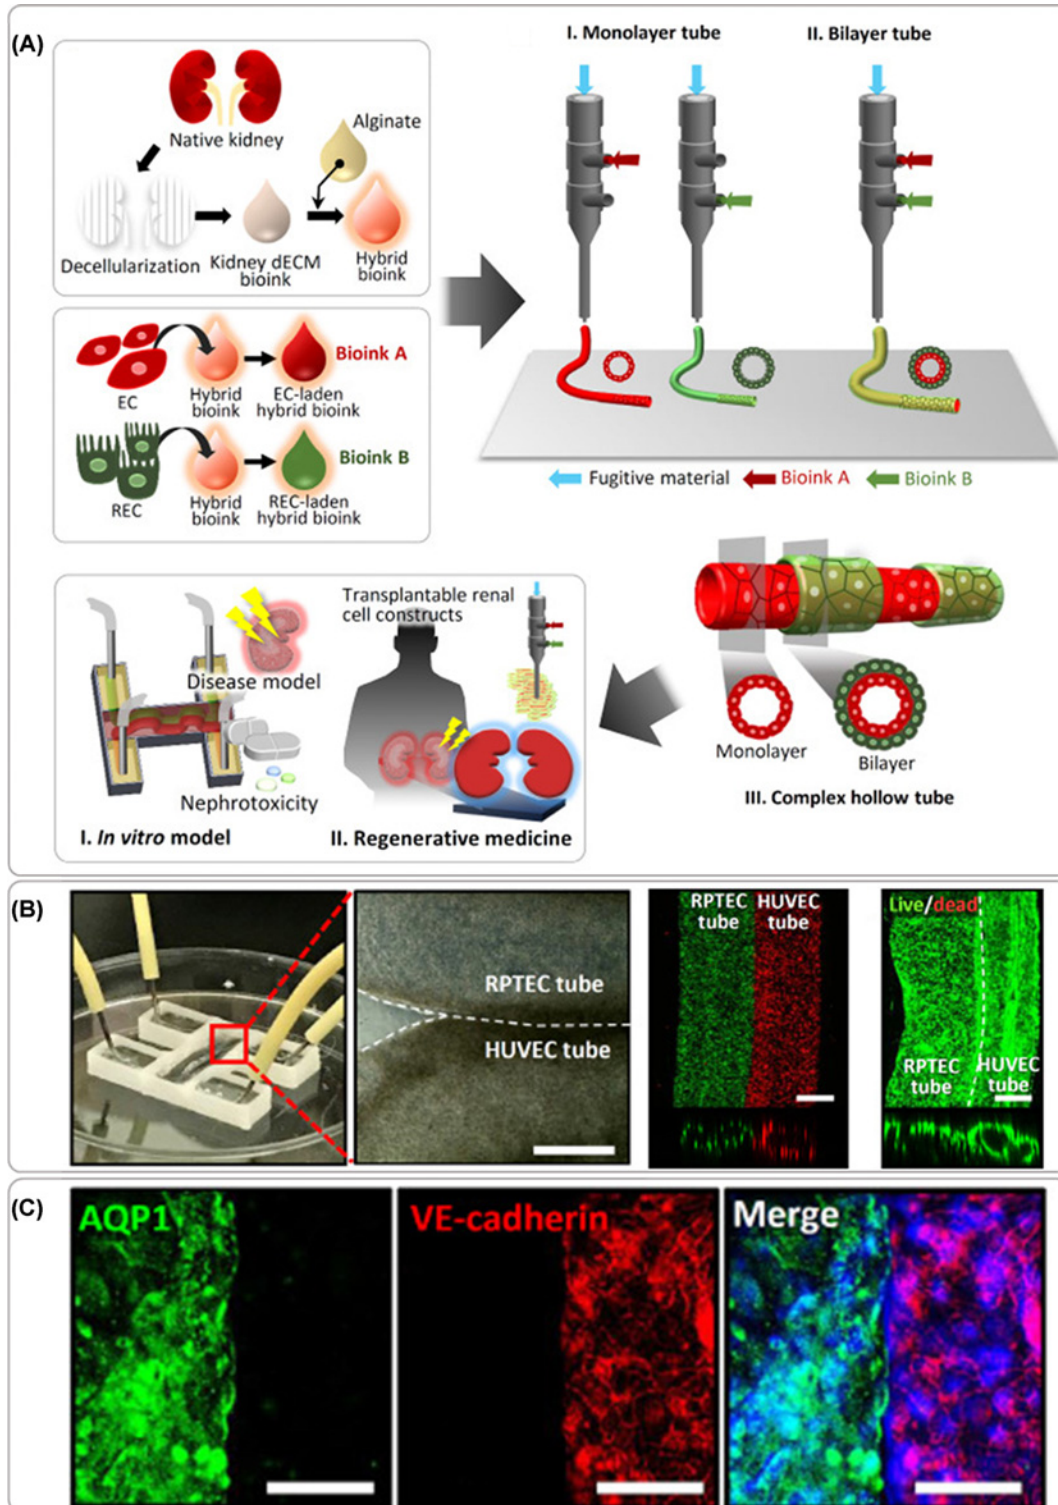 (A)
Native kidney
Alginate
Decellularization
Kidney dECM
bioink
Hybrid
bioink
EC
Hybrid
bioink
EC-laden
hybrid bioink
Bioink A
REC
Hybrid
bioink
REC-laden
hybrid bioink
Bioink B
I. Monolayer tube
II. Bilayer tube
Fugitive material
Bioink A
Bioink B
Monolayer
Bilayer
III. Complex hollow tube
Disease model
Nephrotoxicity
I. In vitro model
Transplantable renal
cell constructs
II. Regenerative medicine
(B)
RPTEC tube
HUVEC tube
RPTEC
tube
HUVEC
tube
Live/dead
RPTEC
tube
HUVEC
tube
(C)
AQP1
VE-cadherin
Merge